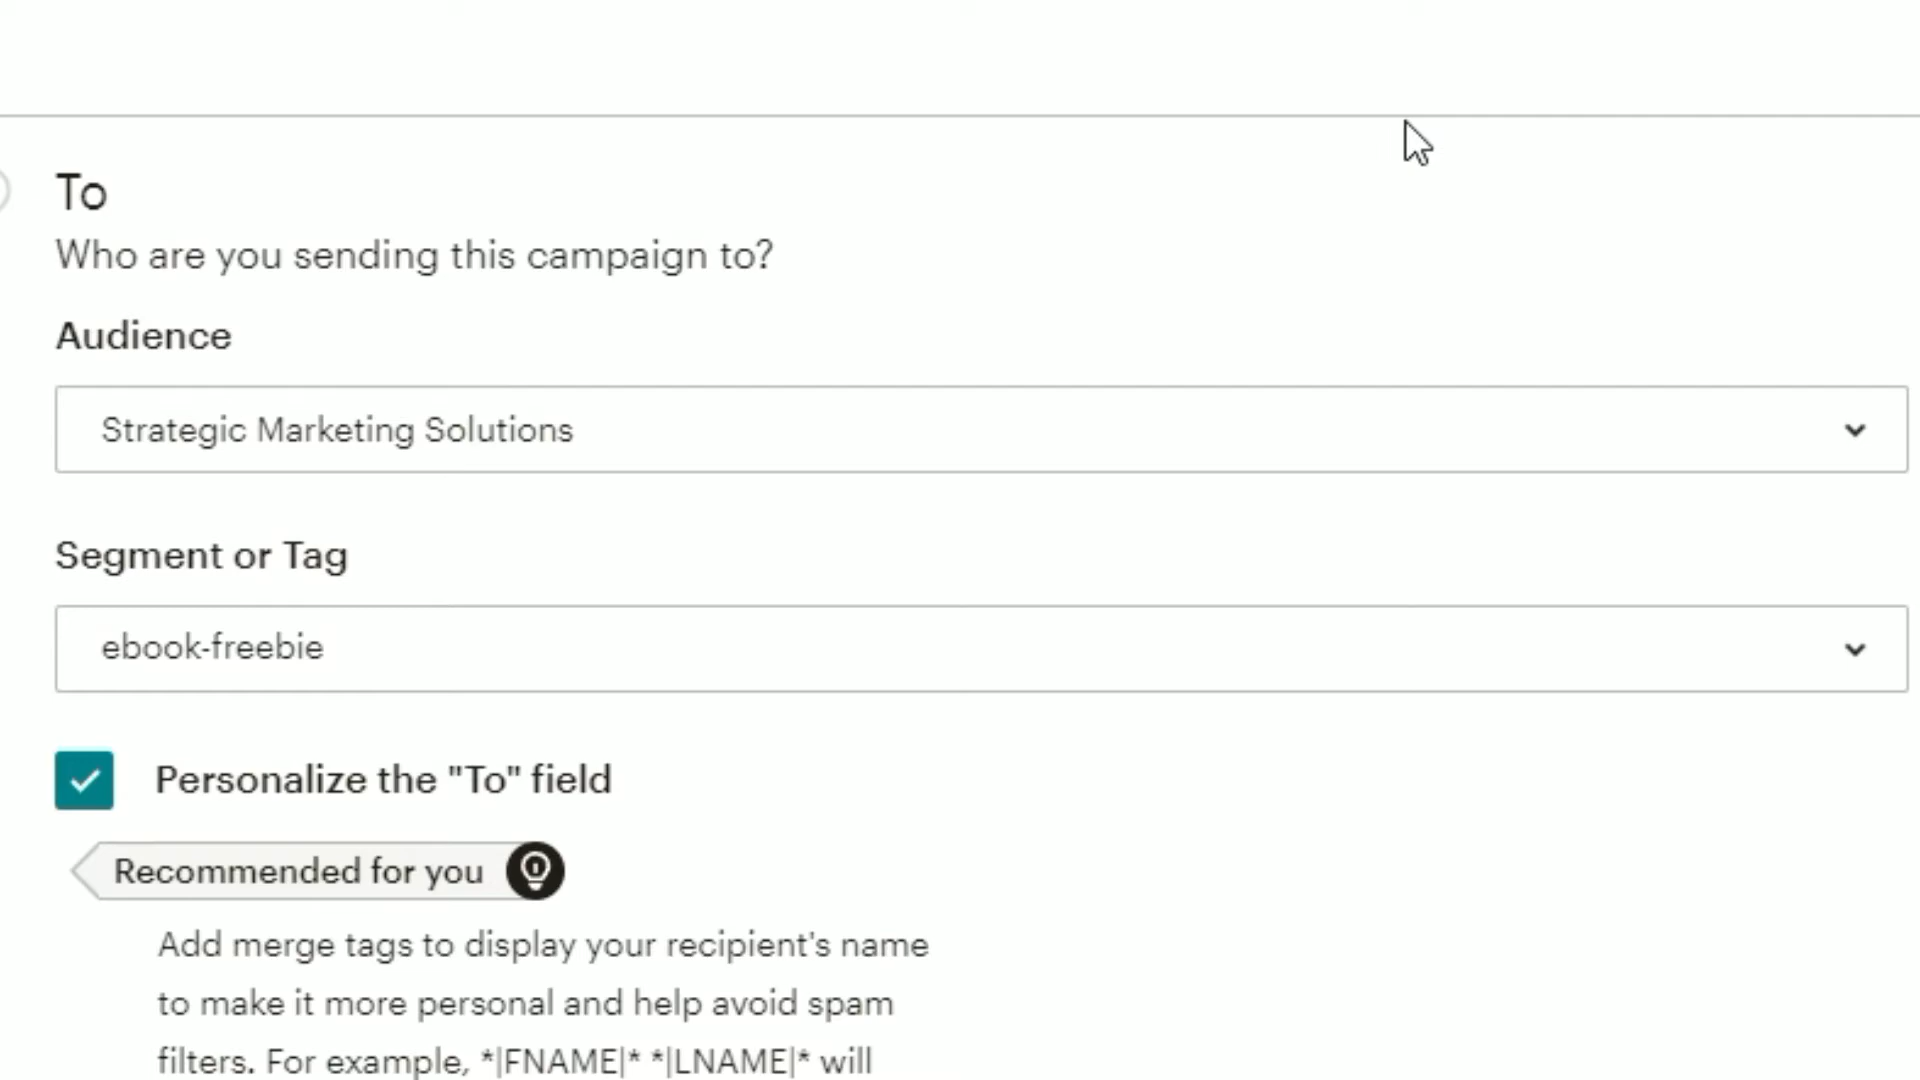 To
Who are you sending this campaign to?
Audience
Strategic Marketing Solutions
Segment or Tag
ebook-freebie
Personalize the "To" field
Recommended for you
Add merge tags to display your recipient's name
to make it more personal and help avoid spam
filters. For example, *|FNAME|* *|LNAME|* will